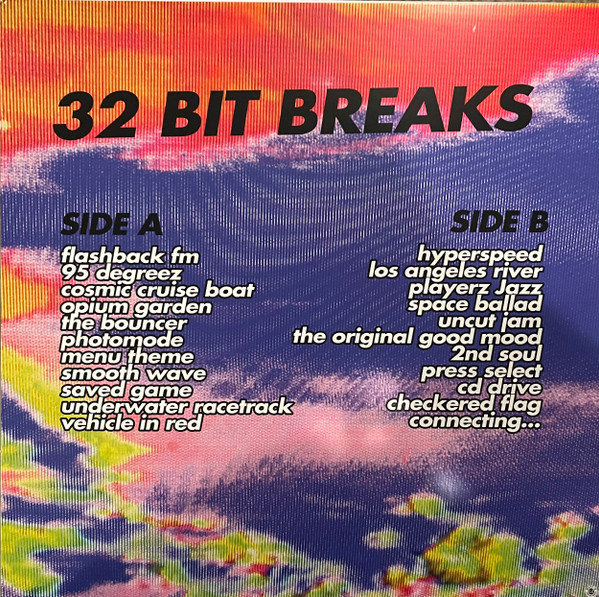 32 BIT BREAKS
SIDE A
flashback fm
95 degreez
cosmic cruise boat
opium garden
the bouncer
photomode
menu theme
smooth wave
saved game
underwater racetrack
vehicle in red
SIDE B
hyperspeed
los angeles river
playerz Jazz
space ballad
uncut jam
the original good mood
2nd soul
press select
cd drive
checkered flag
connecting...